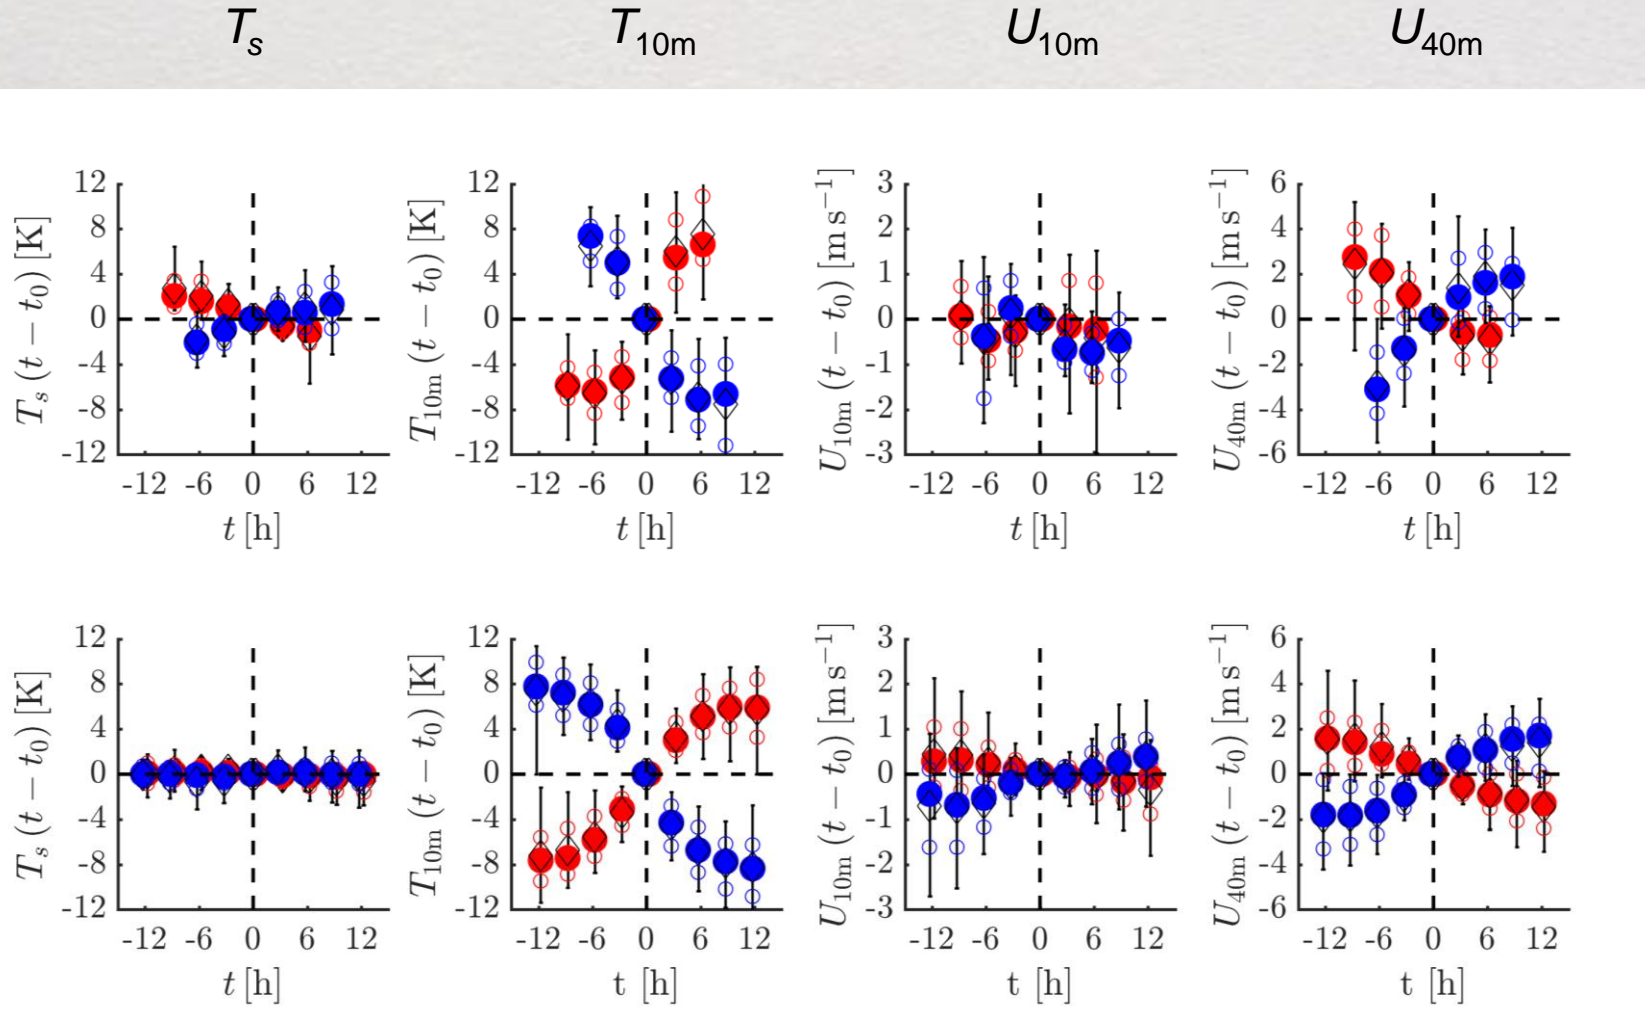 Ts T10m U10m U40m
12 8 4 0 -4 -8 -12
Ts (t − t0) [K]
-12 -6 0 6 12
t [h]
12 8 4 0 -4 -8 -12
T10m (t − t0) [K]
-12 -6 0 6 12
t [h]
3 2 1 0 -1 -2 -3
U10m (t − t0) [m s−1]
-12 -6 0 6 12
t [h]
6 4 2 0 -2 -4 -6
U40m (t − t0) [m s−1]
-12 -6 0 6 12
t [h]
12 8 4 0 -4 -8 -12
Ts (t − t0) [K]
-12 -6 0 6 12
t [h]
12 8 4 0 -4 -8 -12
T10m (t − t0) [K]
-12 -6 0 6 12
t [h]
3 2 1 0 -1 -2 -3
U10m (t − t0) [m s−1]
-12 -6 0 6 12
t [h]
6 4 2 0 -2 -4 -6
U40m (t − t0) [m s−1]
-12 -6 0 6 12
t [h]